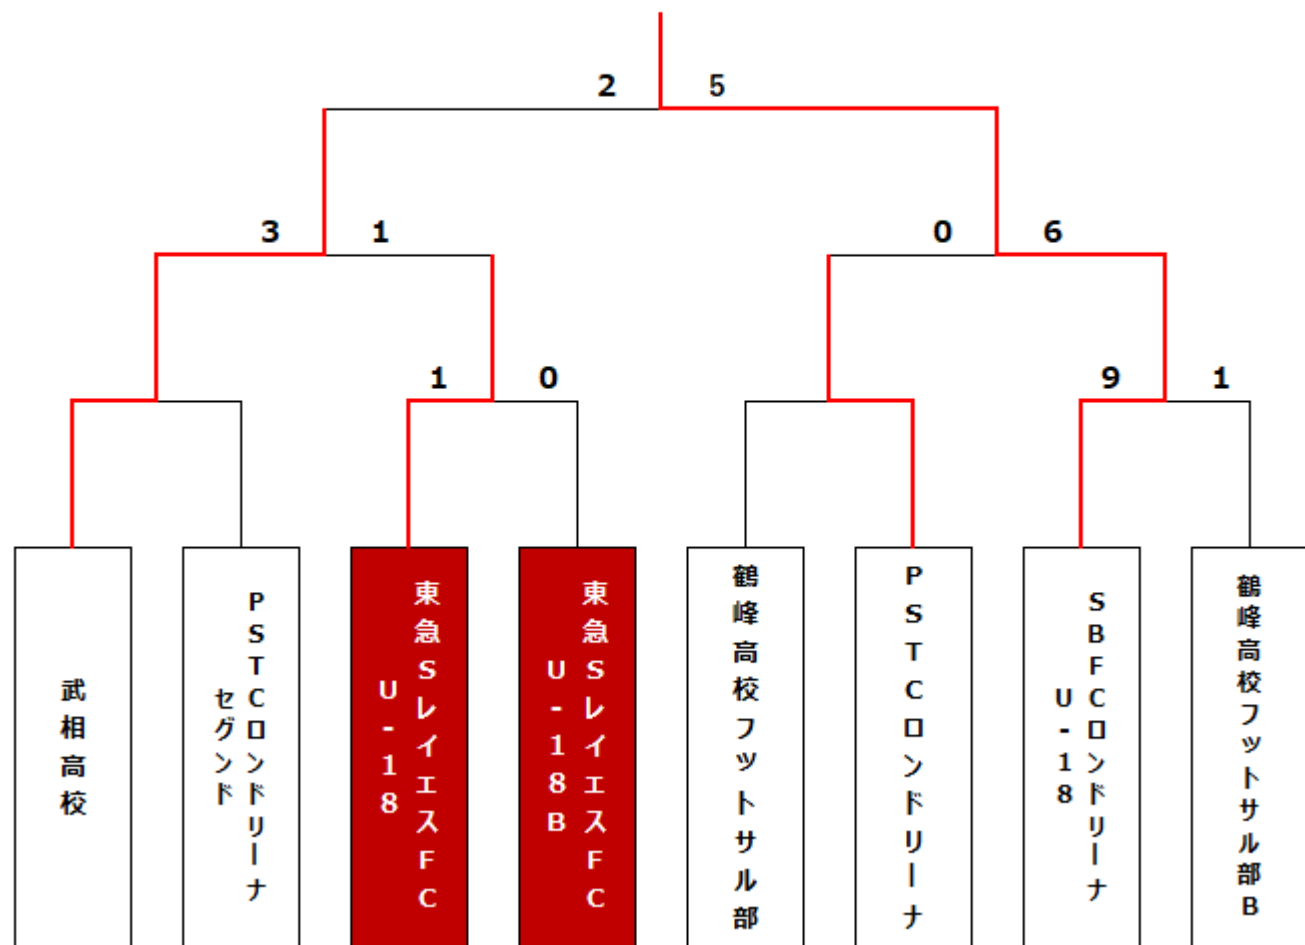 2 5
3 1
0 6
1 0
9 1
武相高校
PSTCロンドリーナ
セグンド
東急SレイエスFC
U-18
東急SレイエスFC
U-18B
鶴峰高校フットサル部
PSTCロンドリーナ
SBFCロンドリーナ
U-18
鶴峰高校フットサル部B